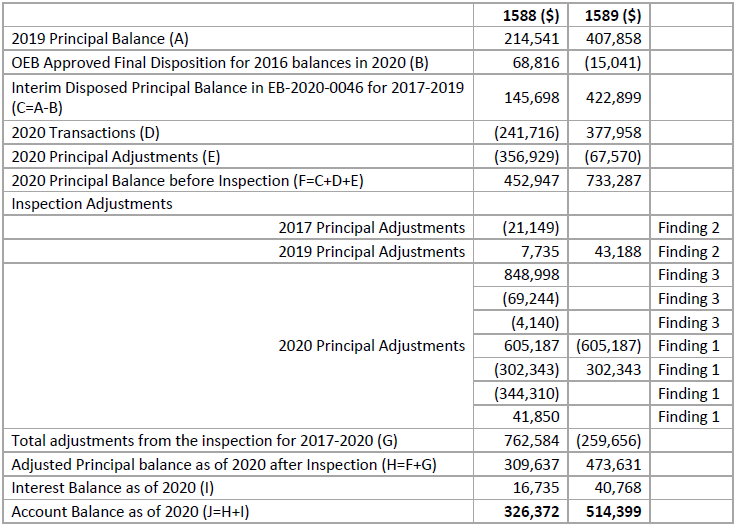 1588 ($) 1589 ($)
2019 Principal Balance (A) 214,541 407,858
OEB Approved Final Disposition for 2016 balances in 2020 (B) 68,816 (15,041)
Interim Disposed Principal Balance in EB-2020-0046 for 2017-2019
(C=A-B) 145,698 422,899
2020 Transactions (D) (241,716) 377,958
2020 Principal Adjustments (E) (356,929) (67,570)
2020 Principal Balance before Inspection (F=C+D+E) 452,947 733,287
Inspection Adjustments
2017 Principal Adjustments (21,149) Finding 2
2019 Principal Adjustments 7,735 43,188 Finding 2
2020 Principal Adjustments
848,998 Finding 3
(69,244) Finding 3
(4,140) Finding 3
605,187 (605,187) Finding 1
(302,343) 302,343 Finding 1
(344,310) Finding 1
41,850 Finding 1
Total adjustments from the inspection for 2017-2020 (G) 762,584 (259,656)
Adjusted Principal balance as of 2020 after Inspection (H=F+G) 309,637 473,631
Interest Balance as of 2020 (I) 16,735 40,768
Account Balance as of 2020 (J=H+I) 326,372 514,399